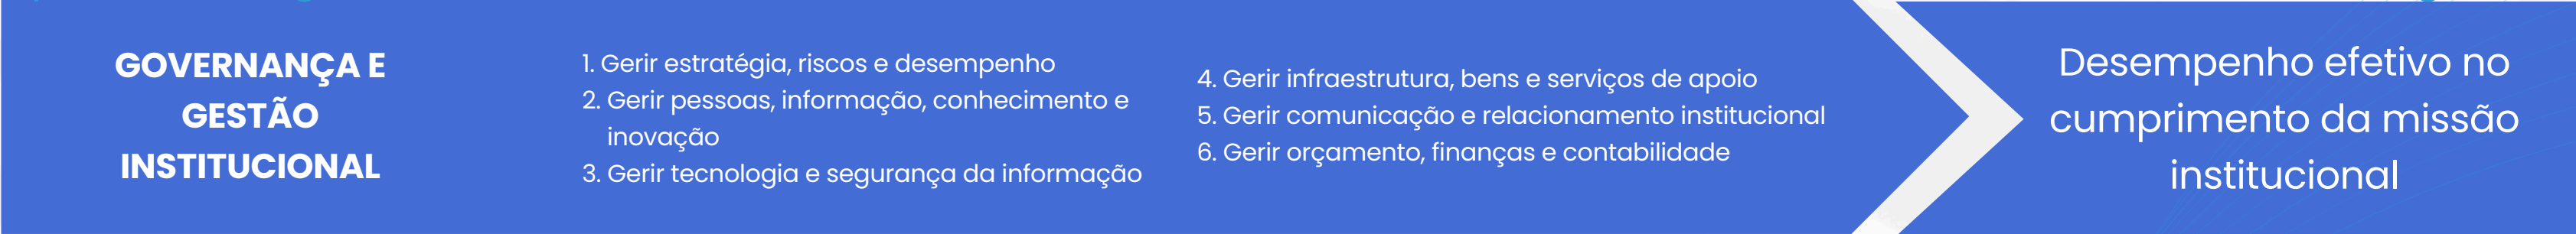 GOVERNANÇA E
GESTÃO
INSTITUCIONAL
1. Gerir estratégia, riscos e desempenho
2. Gerir pessoas, informação, conhecimento e
inovação
3. Gerir tecnologia e segurança da informação
4. Gerir infraestrutura, bens e serviços de apoio
5. Gerir comunicação e relacionamento institucional
6. Gerir orçamento, finanças e contabilidade
Desempenho efetivo no
cumprimento da missão
institucional